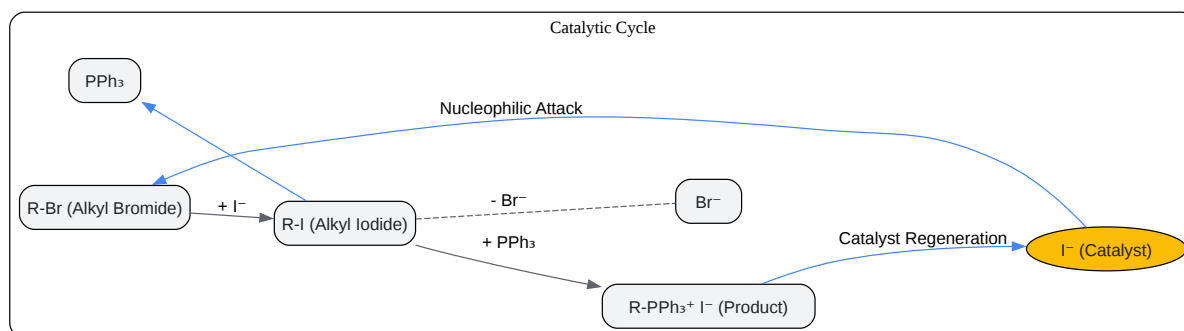 Catalytic Cycle
PPh₃
Nucleophilic Attack
R-Br (Alkyl Bromide)
+ I⁻
R-I (Alkyl Iodide)
- Br⁻
Br⁻
+ PPh₃
Catalyst Regeneration
I⁻ (Catalyst)
R-PPh₃⁺ I⁻ (Product)